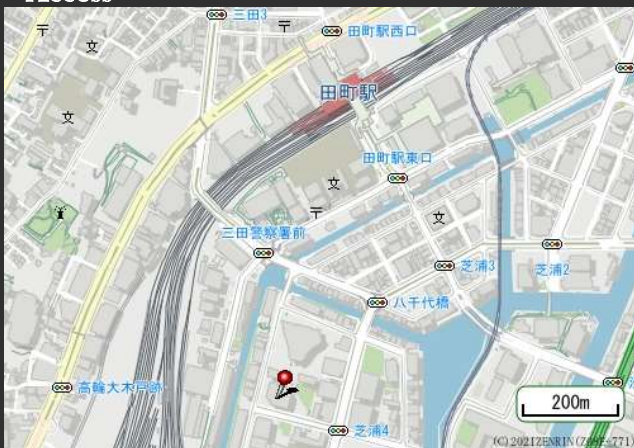 三田3
田町駅西口
田町駅
田町駅東口
三田警察署前
芝浦3
芝浦2
八千代橋
高輪大木戸跡
芝浦4
200m